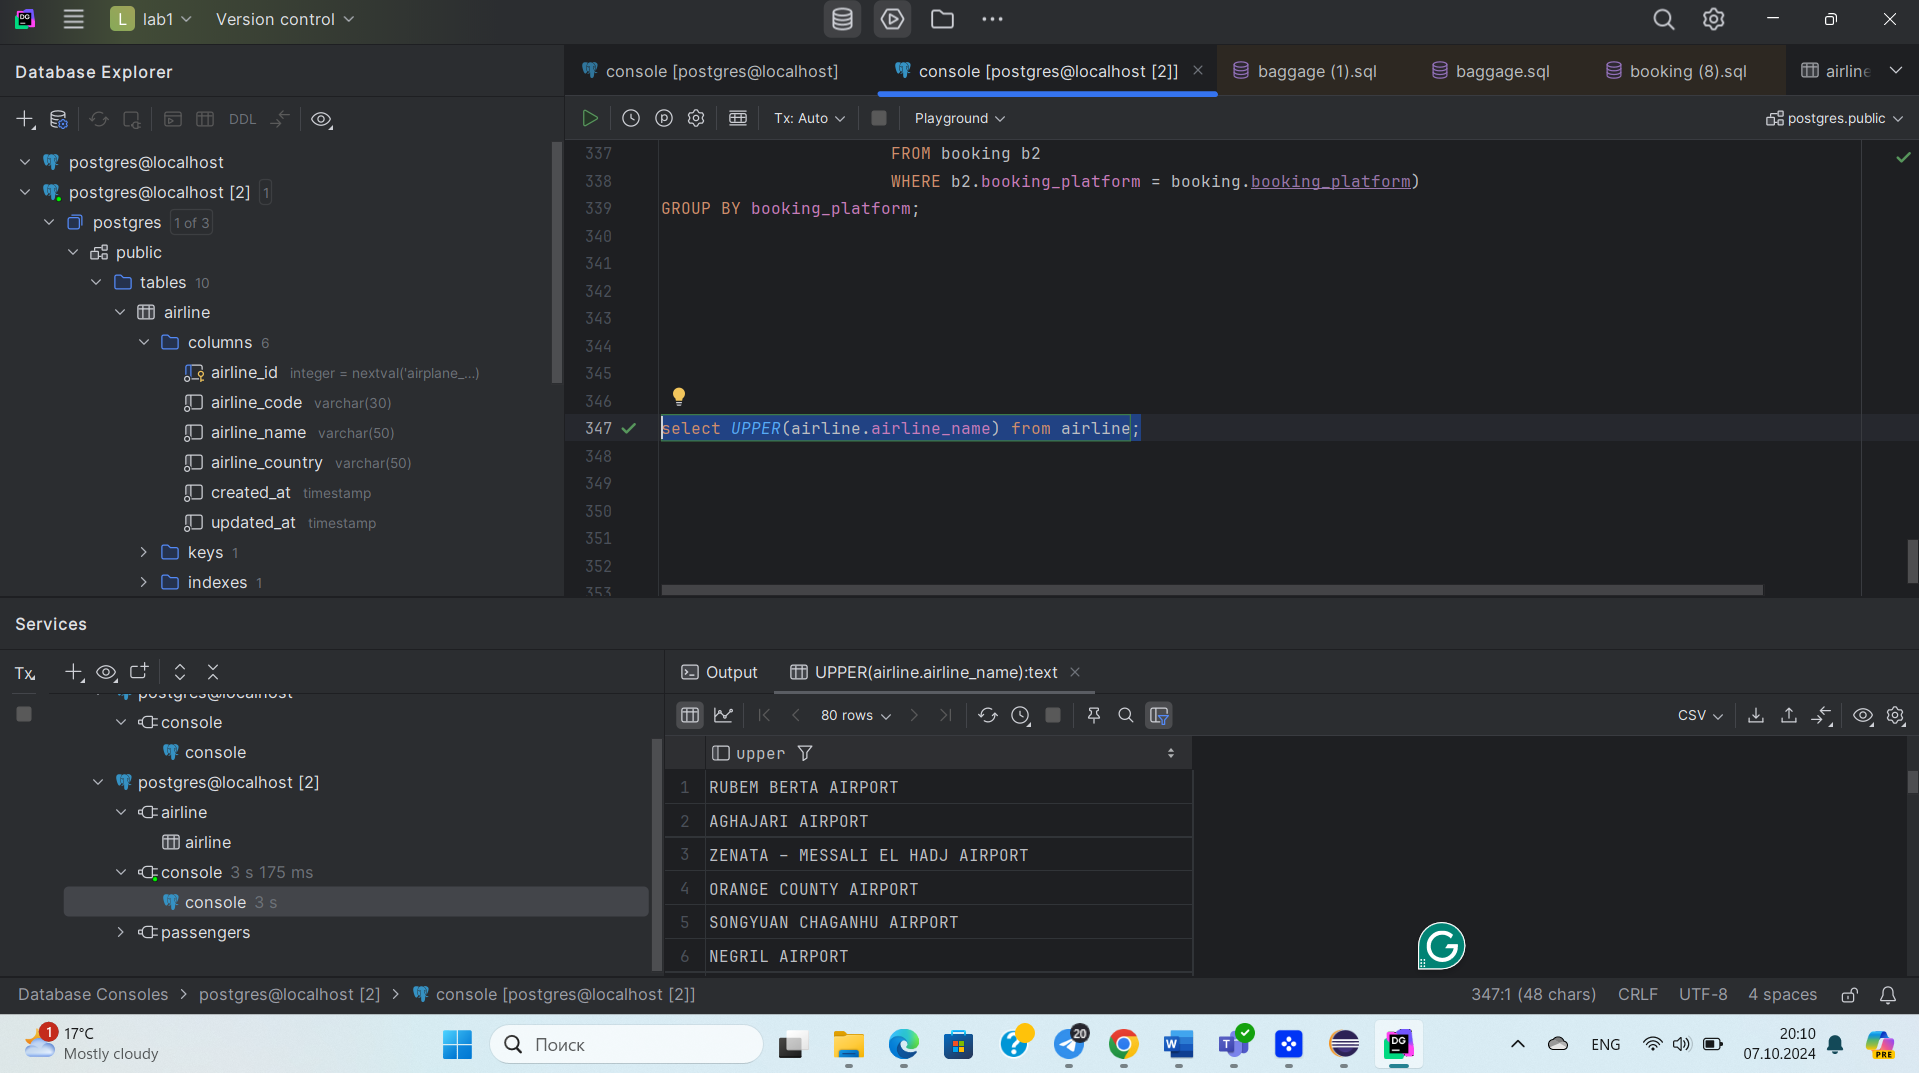 L lab1 Version control
Database Explorer
console [postgres@localhost] console [postgres@localhost [2]] baggage (1).sql baggage.sql booking (8).sql airline
DDL Tx: Auto Playground postgres.public
postgres@localhost
postgres@localhost [2] 1
postgres 1 of 3
public
tables 10
airline
columns 6
airline_id integer = nextval('airplane_...)
airline_code varchar(30)
airline_name varchar(50)
airline_country varchar(50)
created_at timestamp
updated_at timestamp
keys 1
indexes 1
337 FROM booking b2
338 WHERE b2.booking_platform = booking.booking_platform)
339 GROUP BY booking_platform;
340
341
342
343
344
345
346
347 select UPPER(airline.airline_name) from airline;
348
349
350
351
352
353
Services
Tx
postgres@localhost
console
console
postgres@localhost [2]
airline
airline
console 3 s 175 ms
console 3 s
passengers
Output UPPER(airline.airline_name):text
80 rows CSV
upper
1 RUBEM BERTA AIRPORT
2 AGHAJARI AIRPORT
3 ZENATA – MESSALI EL HADJ AIRPORT
4 ORANGE COUNTY AIRPORT
5 SONGYUAN CHAGANHU AIRPORT
6 NEGRIL AIRPORT
Database Consoles > postgres@localhost [2] > console [postgres@localhost [2]] 347:1 (48 chars) CRLF UTF-8 4 spaces
1 17°C
Mostly cloudy
Поиск
20
DG
ENG
20:10
07.10.2024
PRE